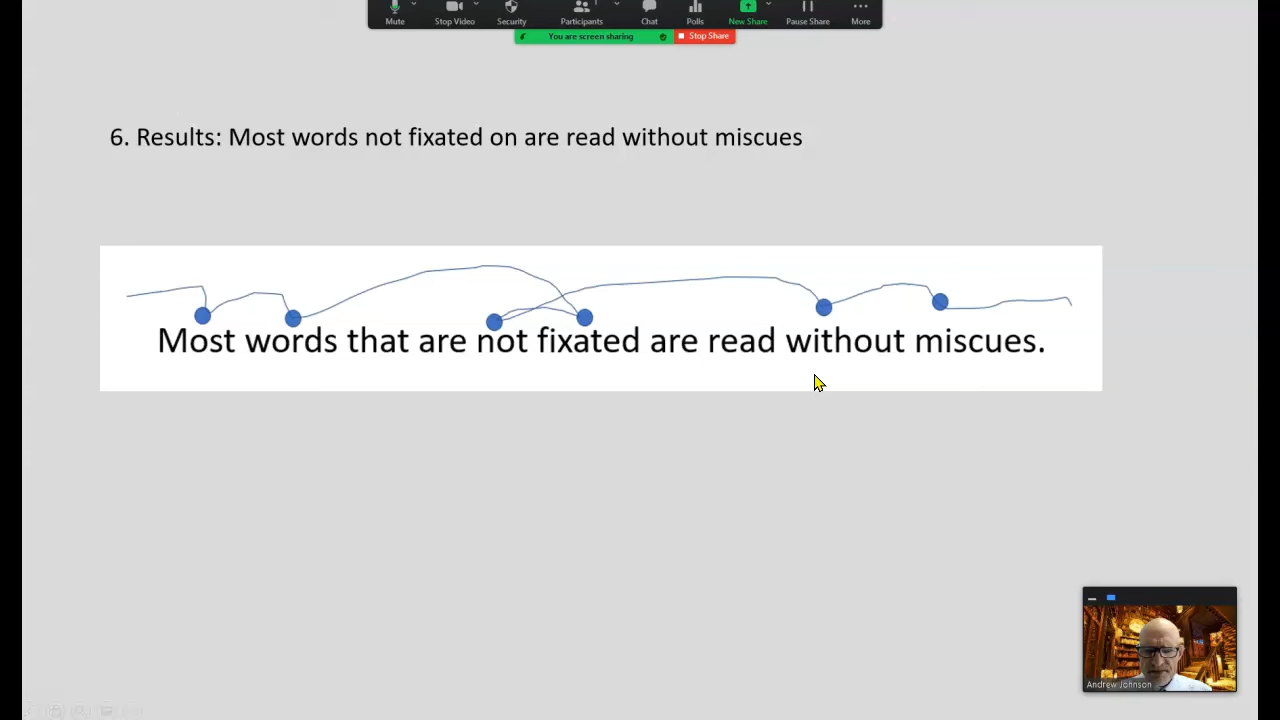 Mute Stop Video Security Participants Chat Polls New Share Pause Share More
You are screen sharing Stop Share
6. Results: Most words not fixated on are read without miscues
Most words that are not fixated are read without miscues.
Andrew Johnson